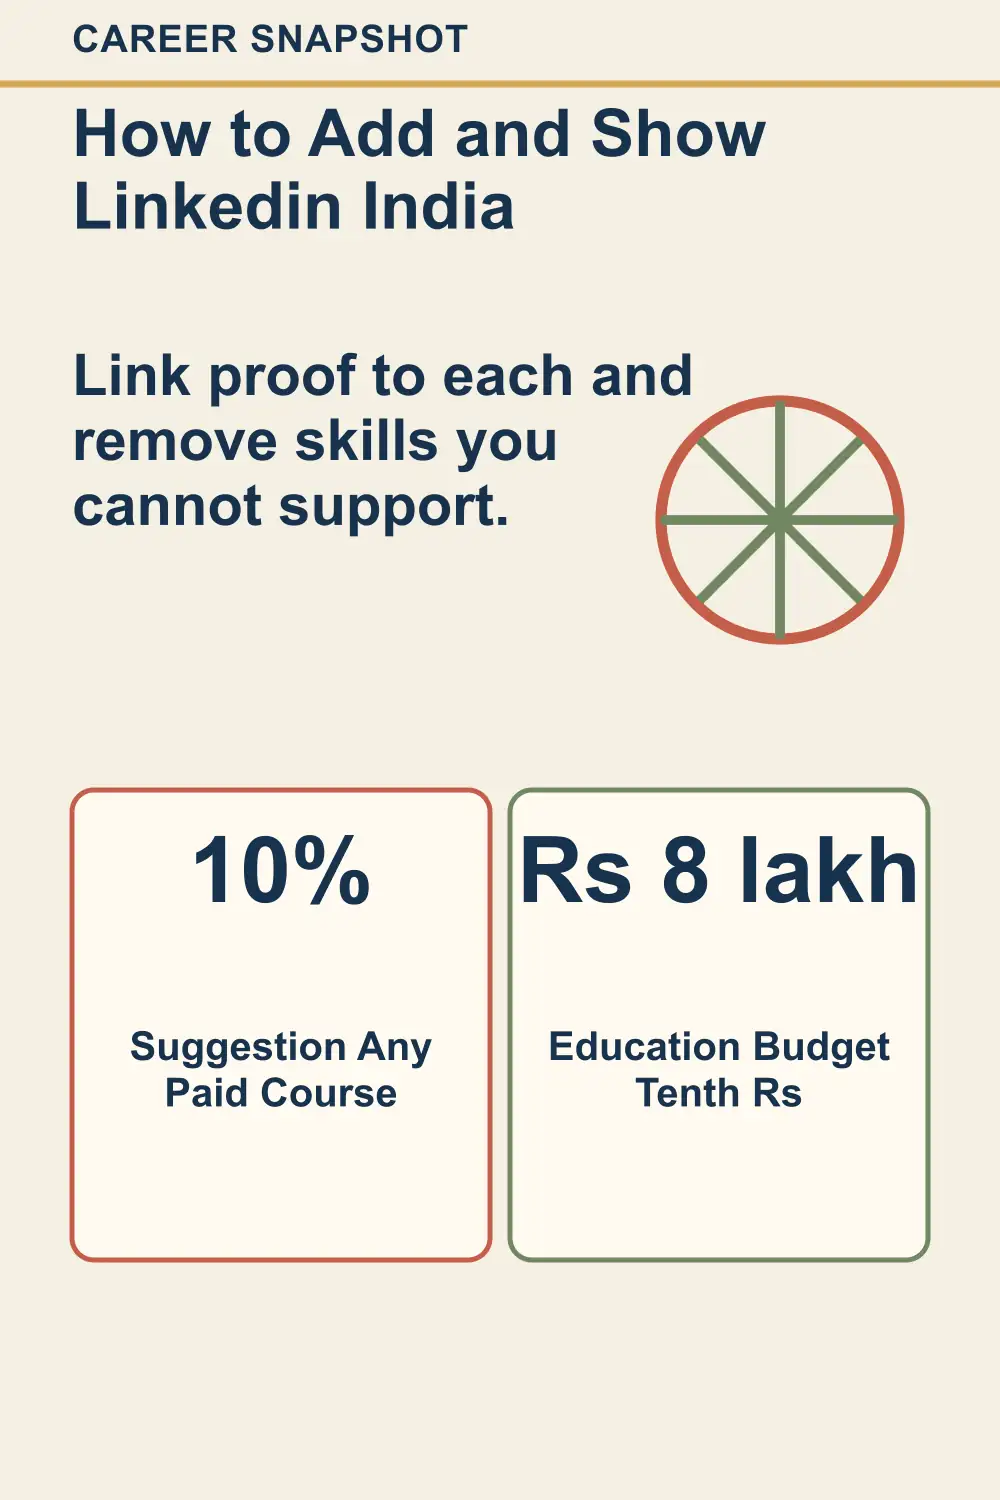 CAREER SNAPSHOT
How to Add and Show
Linkedin India
Link proof to each and
remove skills you
cannot support.
10%
Suggestion Any
Paid Course
Rs 8 lakh
Education Budget
Tenth Rs